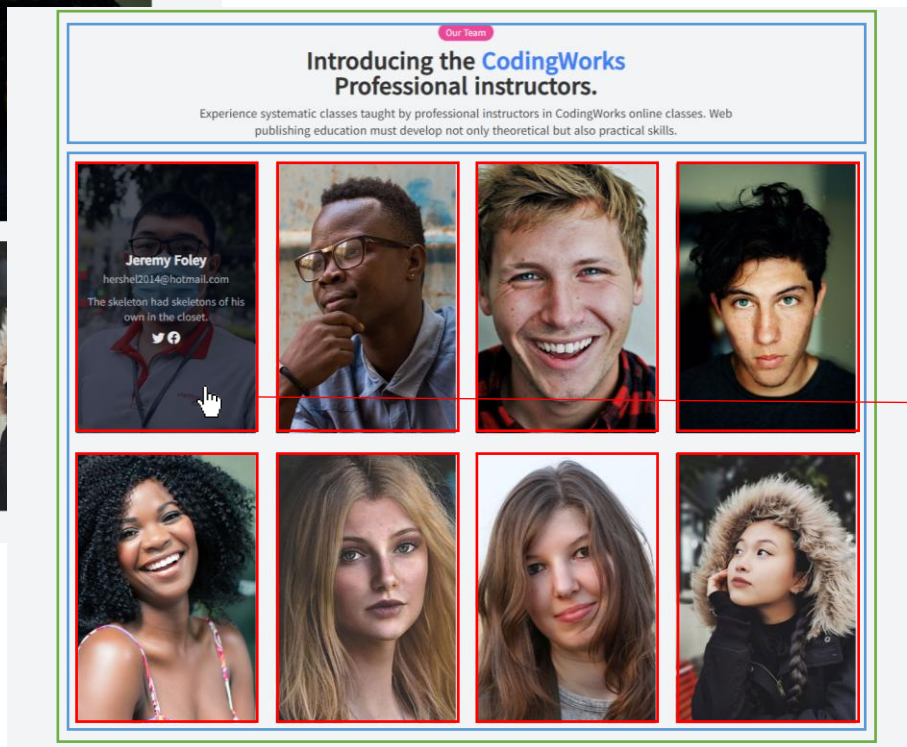 Our Team
Introducing the CodingWorks
Professional instructors.
Experience systematic classes taught by professional instructors in CodingWorks online classes. Web
publishing education must develop not only theoretical but also practical skills.
Jeremy Foley
hershel2014@hotmail.com
The skeleton had skeletons of his
own in the closet.